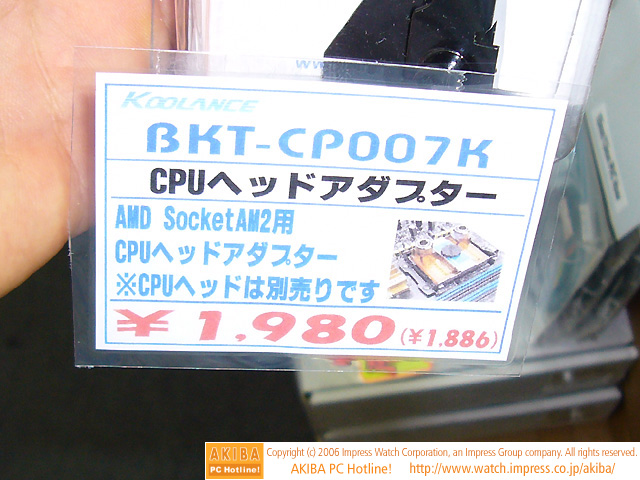 ww
KOOLANCE
BKT-CP007K
CPUヘッドアダプター
AMD SocketAM2用
CPUヘッドアダプター
※CPUヘッドは別売りです
¥1,980(¥1.886)
AKIBA
PC Hotline!
Copyright (c) 2006 Impress Watch Corporation, an Impress Group company. All rights reserved.
AKIBA PC Hotline! http://www.watch.impress.co.jp/akiba/